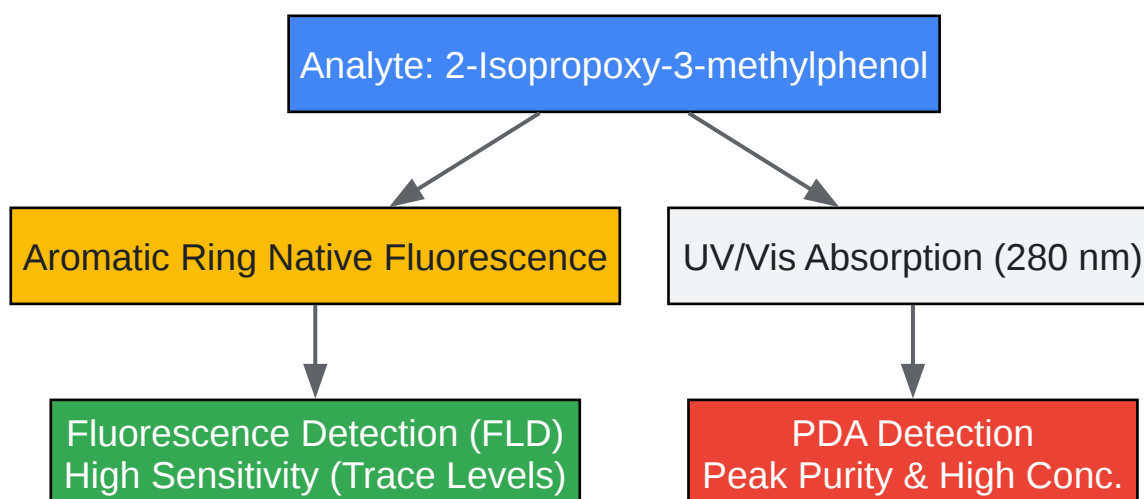 Analyte: 2-Isopropoxy-3-methylphenol
Aromatic Ring Native Fluorescence
UV/Vis Absorption (280 nm)
Fluorescence Detection (FLD)
High Sensitivity (Trace Levels)
PDA Detection
Peak Purity & High Conc.